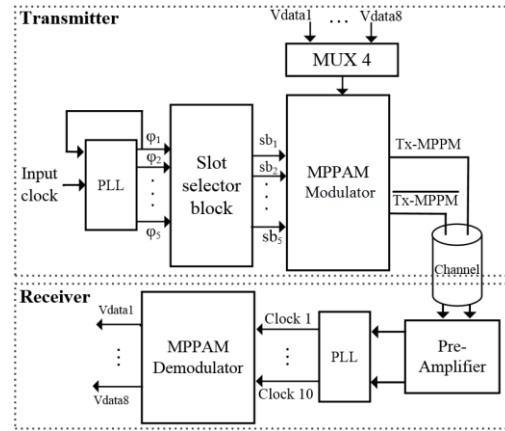 Transmitter
Vdata1 ... Vdata8
MUX 4
Input
clock
PLL
φ1
φ2
φ5
Slot
selector
block
sb1
sb2
sb5
MPPAM
Modulator
Tx-MPPM
Tx-MPPM
Channel
Receiver
Vdata1
Vdata8
MPPAM
Demodulator
Clock 1
Clock 10
PLL
Pre-
Amplifier